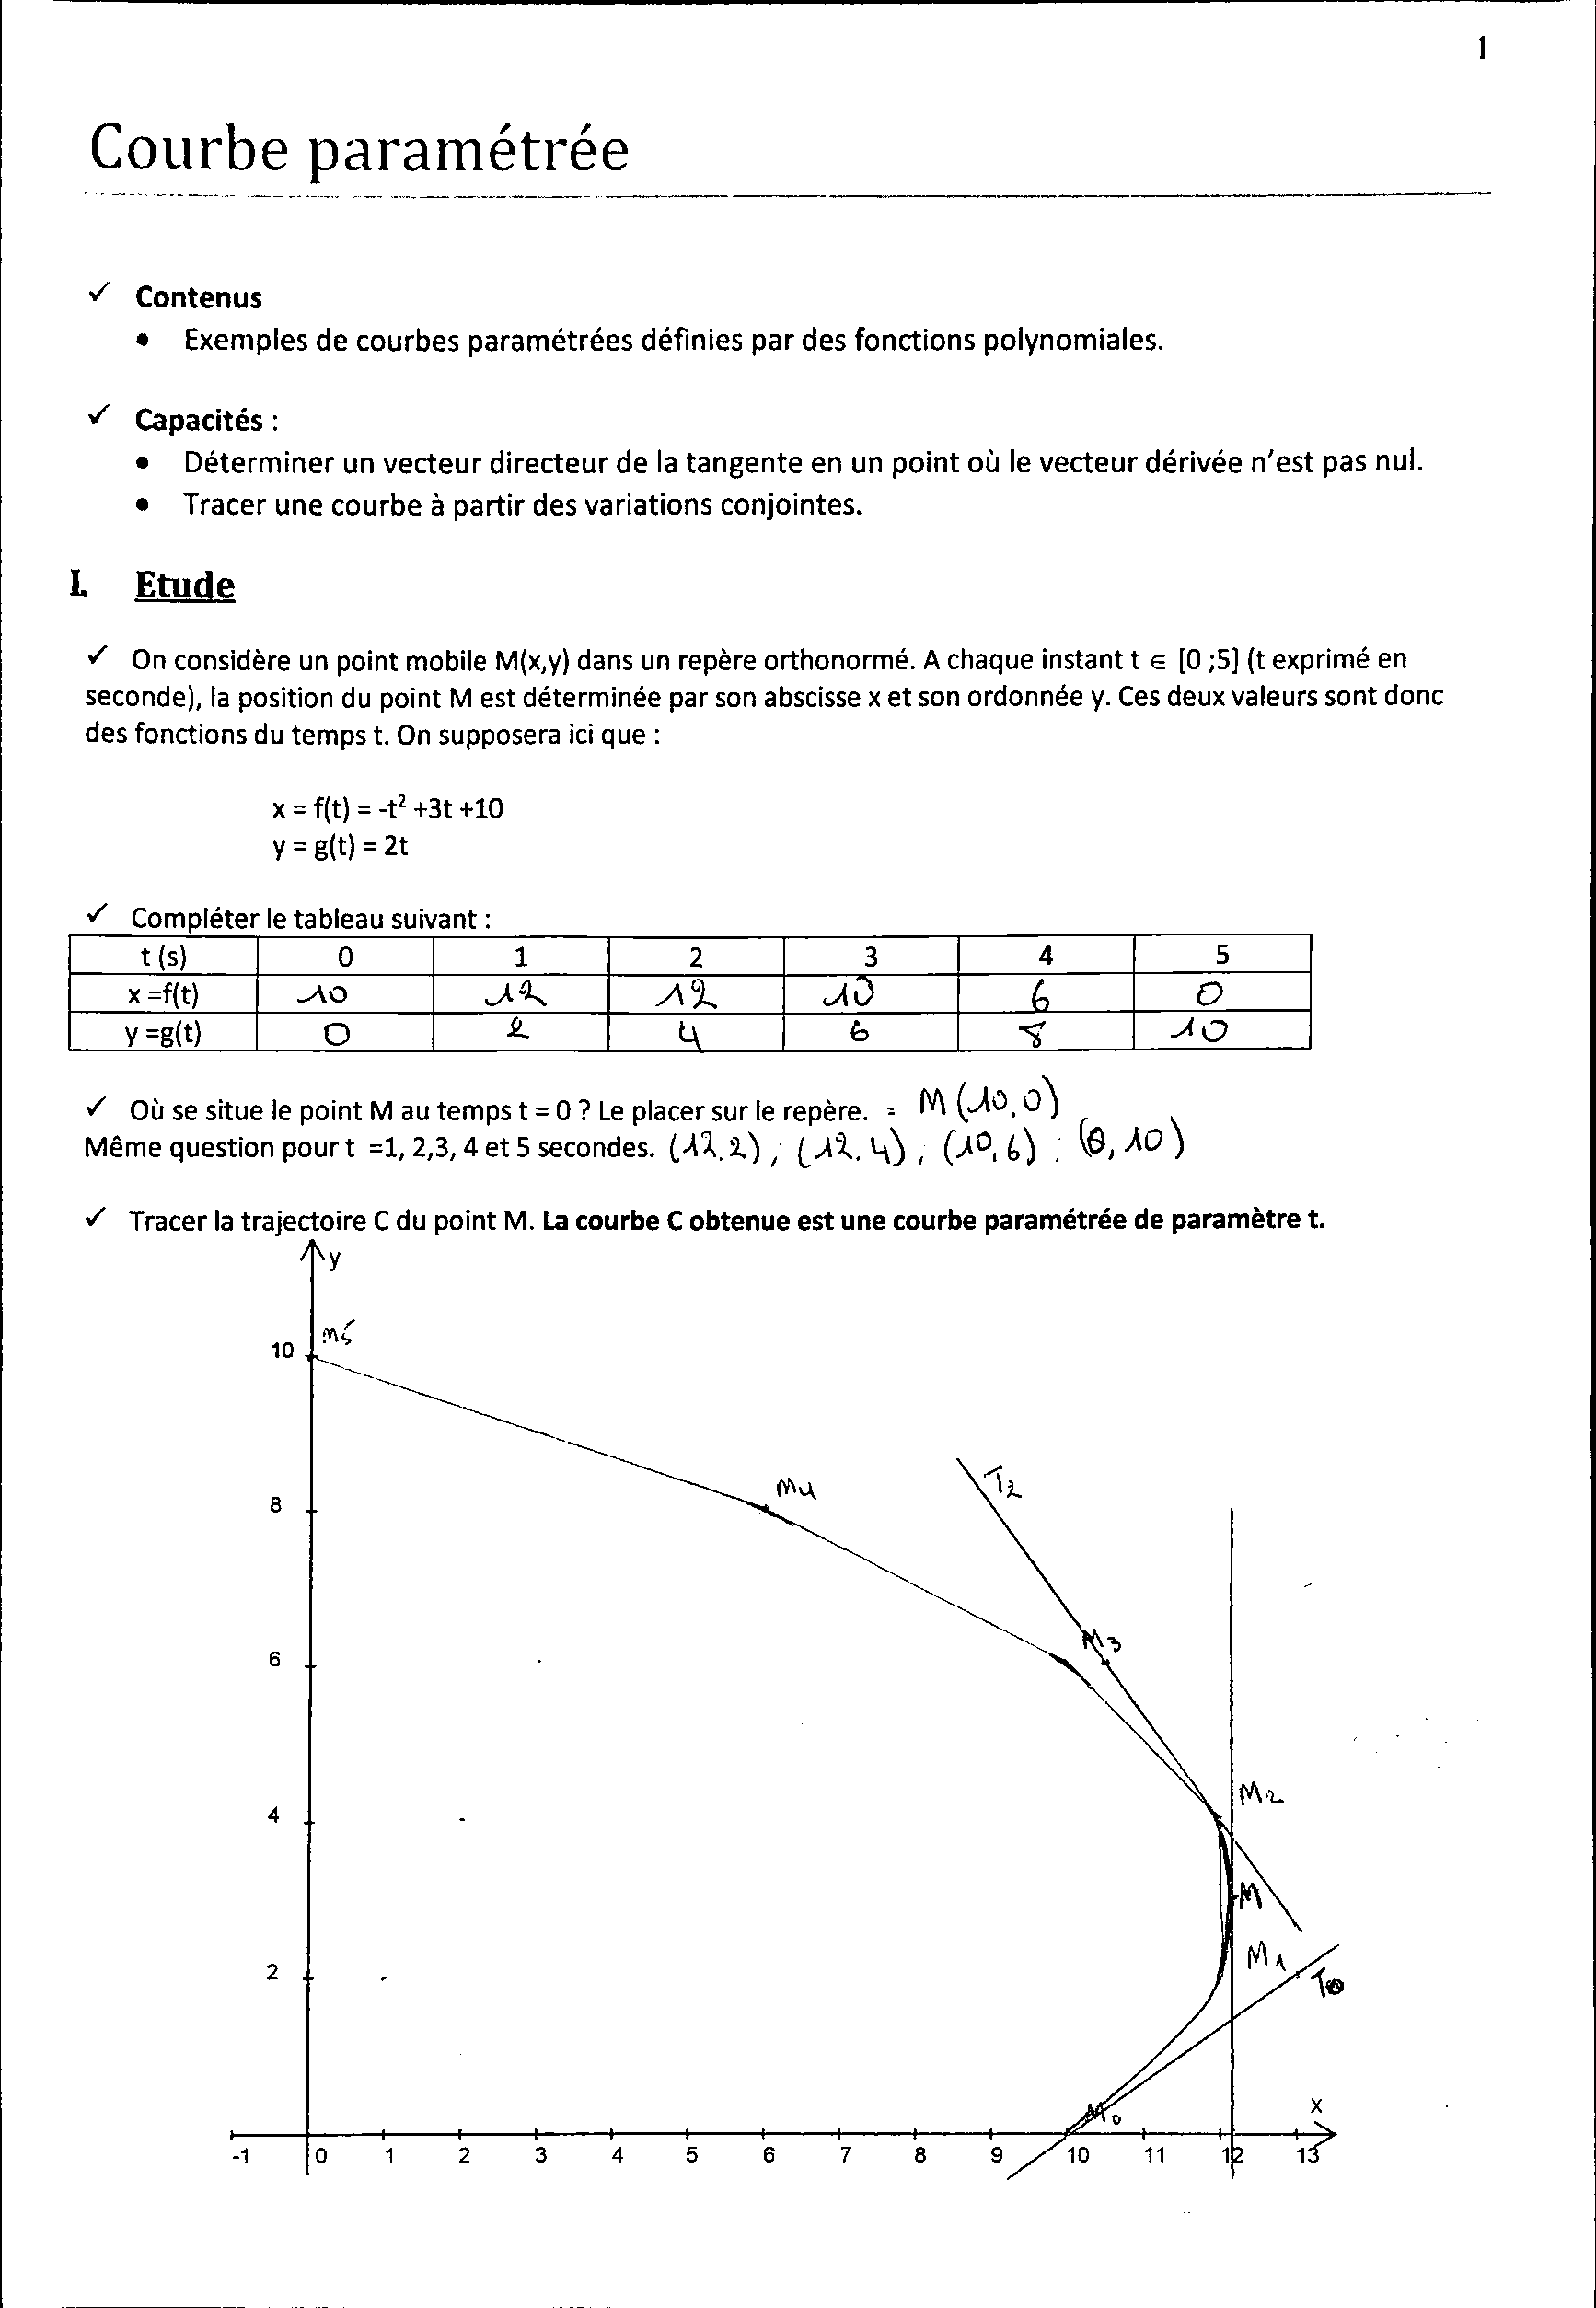 1
Courbe paramétrée
✓ Contenus
• Exemples de courbes paramétrées définies par des fonctions polynomiales.
✓ Capacités :
• Déterminer un vecteur directeur de la tangente en un point où le vecteur dérivée n'est pas nul.
• Tracer une courbe à partir des variations conjointes.
I. Etude
✓ On considère un point mobile M(x,y) dans un repère orthonormé. A chaque instant t ∈ [0 ;5] (t exprimé en
seconde), la position du point M est déterminée par son abscisse x et son ordonnée y. Ces deux valeurs sont donc
des fonctions du temps t. On supposera ici que :
x = f(t) = -t² +3t +10
y = g(t) = 2t
✓ Compléter le tableau suivant :
t (s) 0 1 2 3 4 5
x =f(t) 10 12 12 10 6 0
y =g(t) 0 2 4 6 8 10
✓ Où se situe le point M au temps t = 0 ? Le placer sur le repère. = M (10,0)
Même question pour t =1, 2,3, 4 et 5 secondes. (12.2) ; (12.4) ; (10,6) ; (0,10)
✓ Tracer la trajectoire C du point M. La courbe C obtenue est une courbe paramétrée de paramètre t.
y
M5
10
M4
T2
8
M3
6
M2
4
M
M1
2
T0
M0
x
-1 0 1 2 3 4 5 6 7 8 9 10 11 12 13